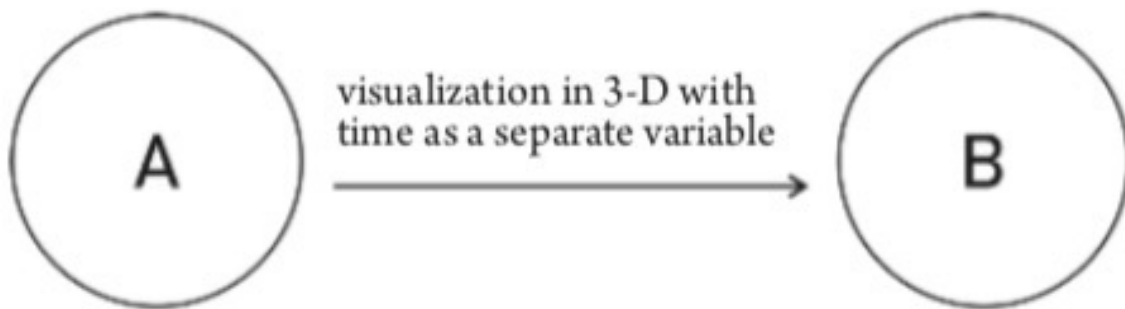 visualization in 3-D with
time as a separate variable
A
B